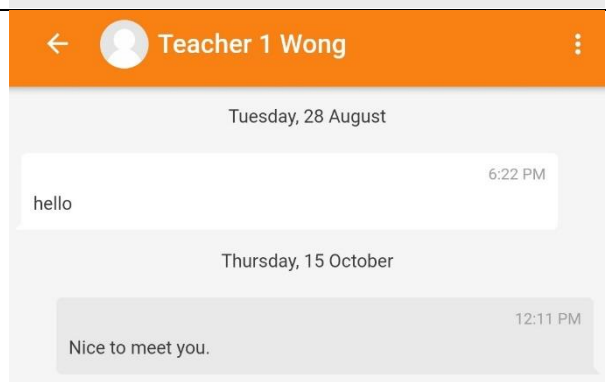 Teacher 1 Wong
Tuesday, 28 August
6:22 PM
hello
Thursday, 15 October
12:11 PM
Nice to meet you.